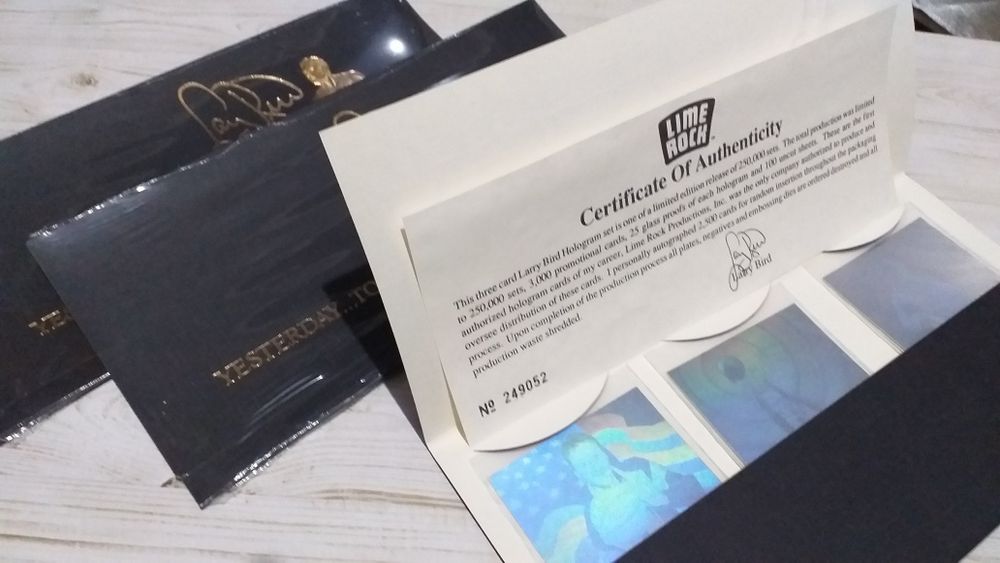 LIME
ROCK
Certificate Of Authenticity
This three card Larry Bird Hologram set is one of a limited edition release of 250,000 sets. The total production was limited
to 250,000 sets, 3,000 promotional cards, 25 glass proofs of each hologram and 100 uncut sheets. These are the first
authorized hologram cards of my career, Lime Rock Productions, Inc. was the only company authorized to produce and
oversee distribution of these cards. I personally autographed 2,500 cards for random insertion throughout the packaging
process. Upon completion of the production process all plates, negatives and embossing dies are ordered destroyed and all
production waste shredded.
Larry Bird
Larry Bird
Nº 249052
Larry Bird
YESTERDAY...TO
YE